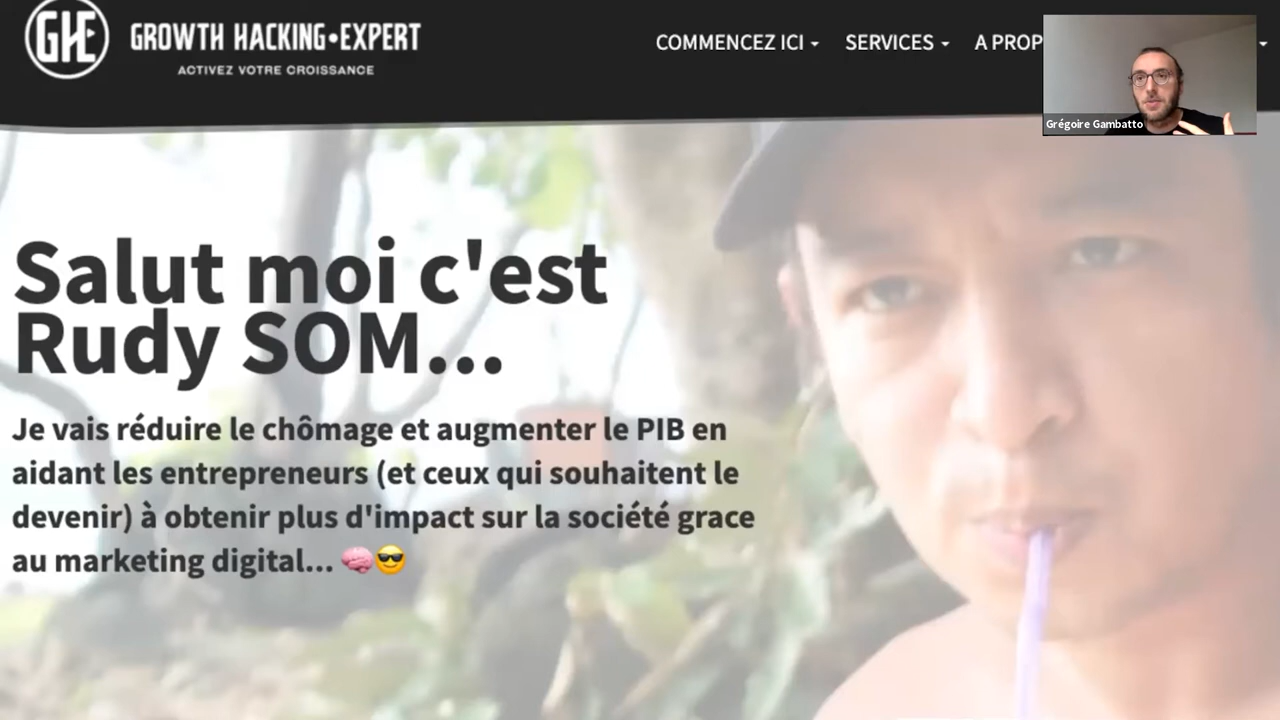 GHE
GROWTH HACKING•EXPERT
ACTIVEZ VOTRE CROISSANCE
COMMENCEZ ICI
SERVICES
A PROP
Grégoire Gambatto
Salut moi c'est
Rudy SOM...
Je vais réduire le chômage et augmenter le PIB en
aidant les entrepreneurs (et ceux qui souhaitent le
devenir) à obtenir plus d'impact sur la société grace
au marketing digital... 🧠😎